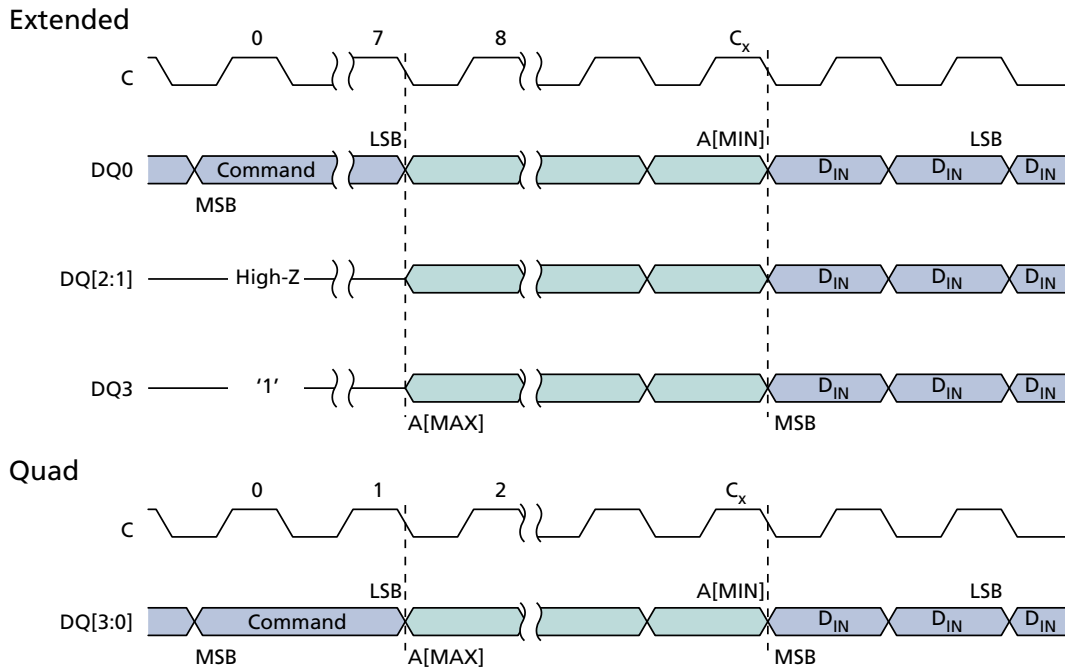 Extended
0 7 8 Cx
C
LSB A[MIN] LSB
DQ0 Command DIN DIN DIN
MSB
DQ[2:1] High-Z DIN DIN DIN
DQ3 '1' DIN DIN DIN
A[MAX] MSB
Quad
0 1 2 Cx
C
LSB A[MIN] LSB
DQ[3:0] Command DIN DIN DIN
MSB A[MAX] MSB